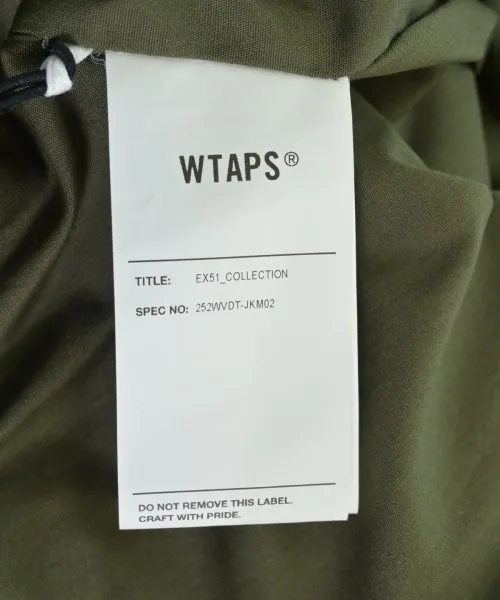 WTAPS®
TITLE: EX51_COLLECTION
SPEC NO: 252WVDT-JKM02
DO NOT REMOVE THIS LABEL.
CRAFT WITH PRIDE.